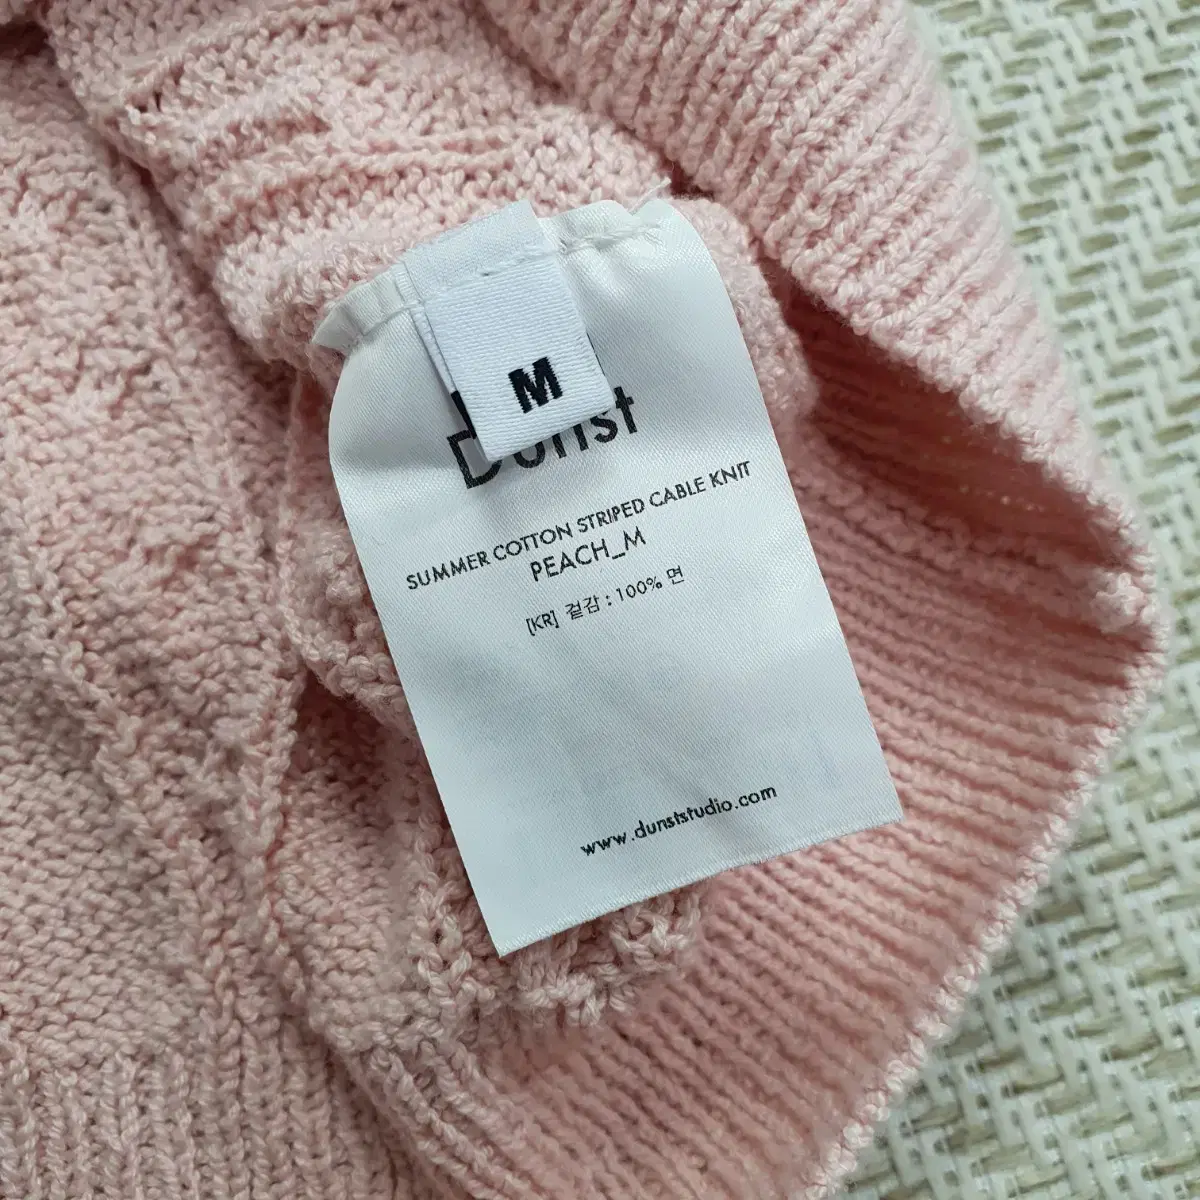 M
Dunst
SUMMER COTTON STRIPED CABLE KNIT
PEACH_M
[KR] 겉감 : 100% 면
www.dunststudio.com